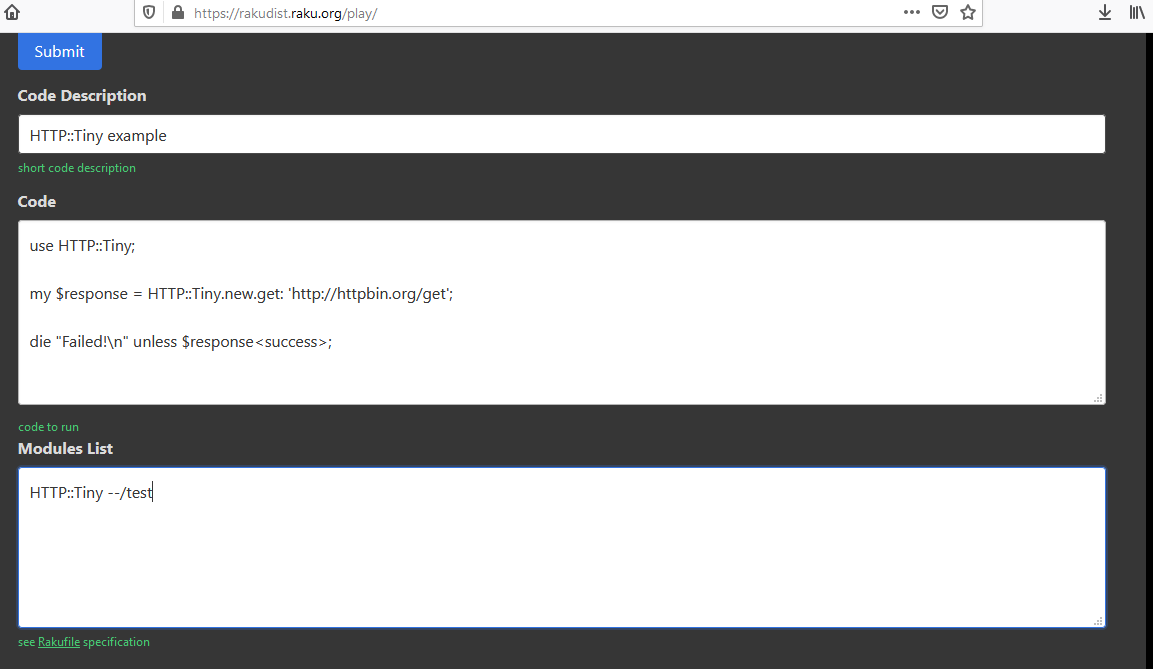 https://rakudist.raku.org/play/
Submit
Code Description
HTTP::Tiny example
short code description
Code
use HTTP::Tiny;
my $response = HTTP::Tiny.new.get: 'http://httpbin.org/get';
die "Failed!\n" unless $response<success>;
code to run
Modules List
HTTP::Tiny --/test
see Rakufile specification